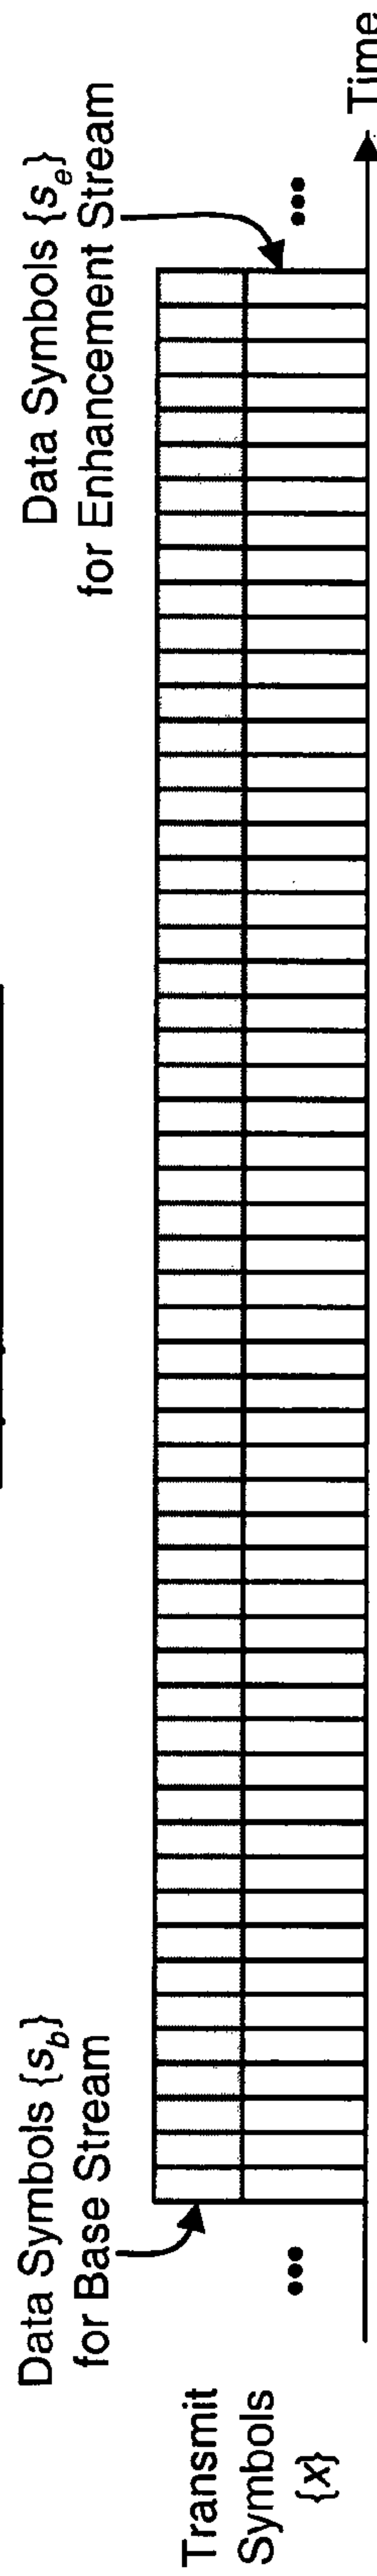 Data Symbols {s_b}
for Base Stream
Data Symbols {s_e}
for Enhancement Stream
Transmit
Symbols
{x}
•••
•••
Time